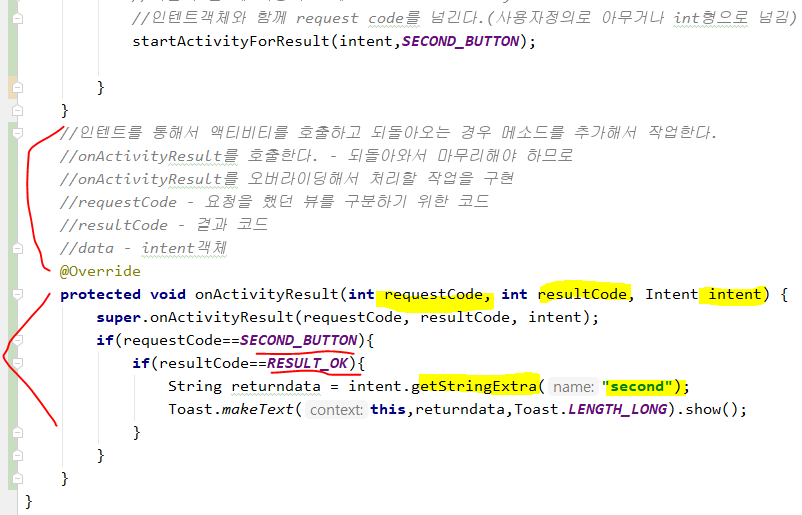 //인텐트객체와 함께 request code를 넘긴다.(사용자정의로 아무거나 int형으로 넘김)
startActivityForResult(intent,SECOND_BUTTON);
}
}
//인텐트를 통해서 액티비티를 호출하고 되돌아오는 경우 메소드를 추가해서 작업한다.
//onActivityResult를 호출한다. - 되돌아와서 마무리해야 하므로
//onActivityResult를 오버라이딩해서 처리할 작업을 구현
//requestCode - 요청을 했던 뷰를 구분하기 위한 코드
//resultCode - 결과 코드
//data - intent객체
@Override
protected void onActivityResult(int requestCode, int resultCode, Intent intent) {
super.onActivityResult(requestCode, resultCode, intent);
if(requestCode==SECOND_BUTTON){
if(resultCode==RESULT_OK){
String returndata = intent.getStringExtra( name: "second");
Toast.makeText( context: this,returndata,Toast.LENGTH_LONG).show();
}
}
}
}